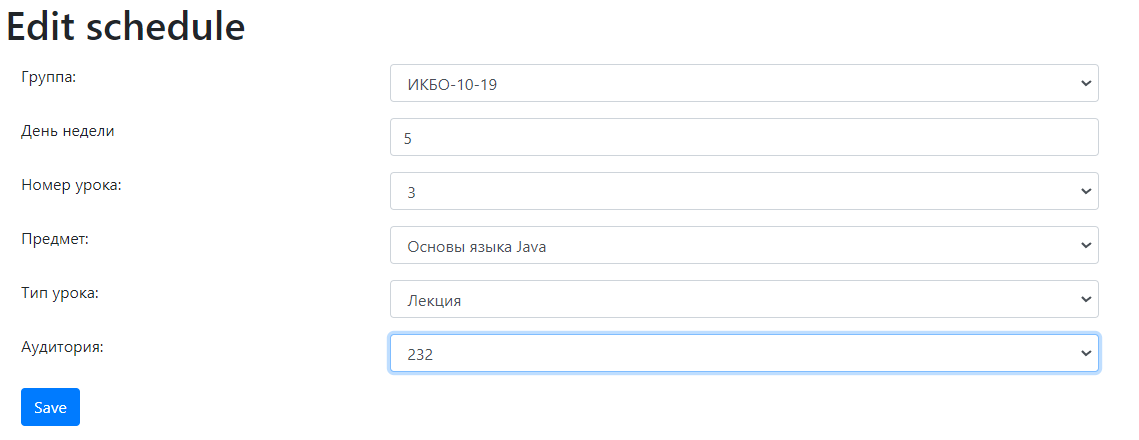 Edit schedule
Группа: ИКБО-10-19
День недели 5
Номер урока: 3
Предмет: Основы языка Java
Тип урока: Лекция
Аудитория: 232
Save